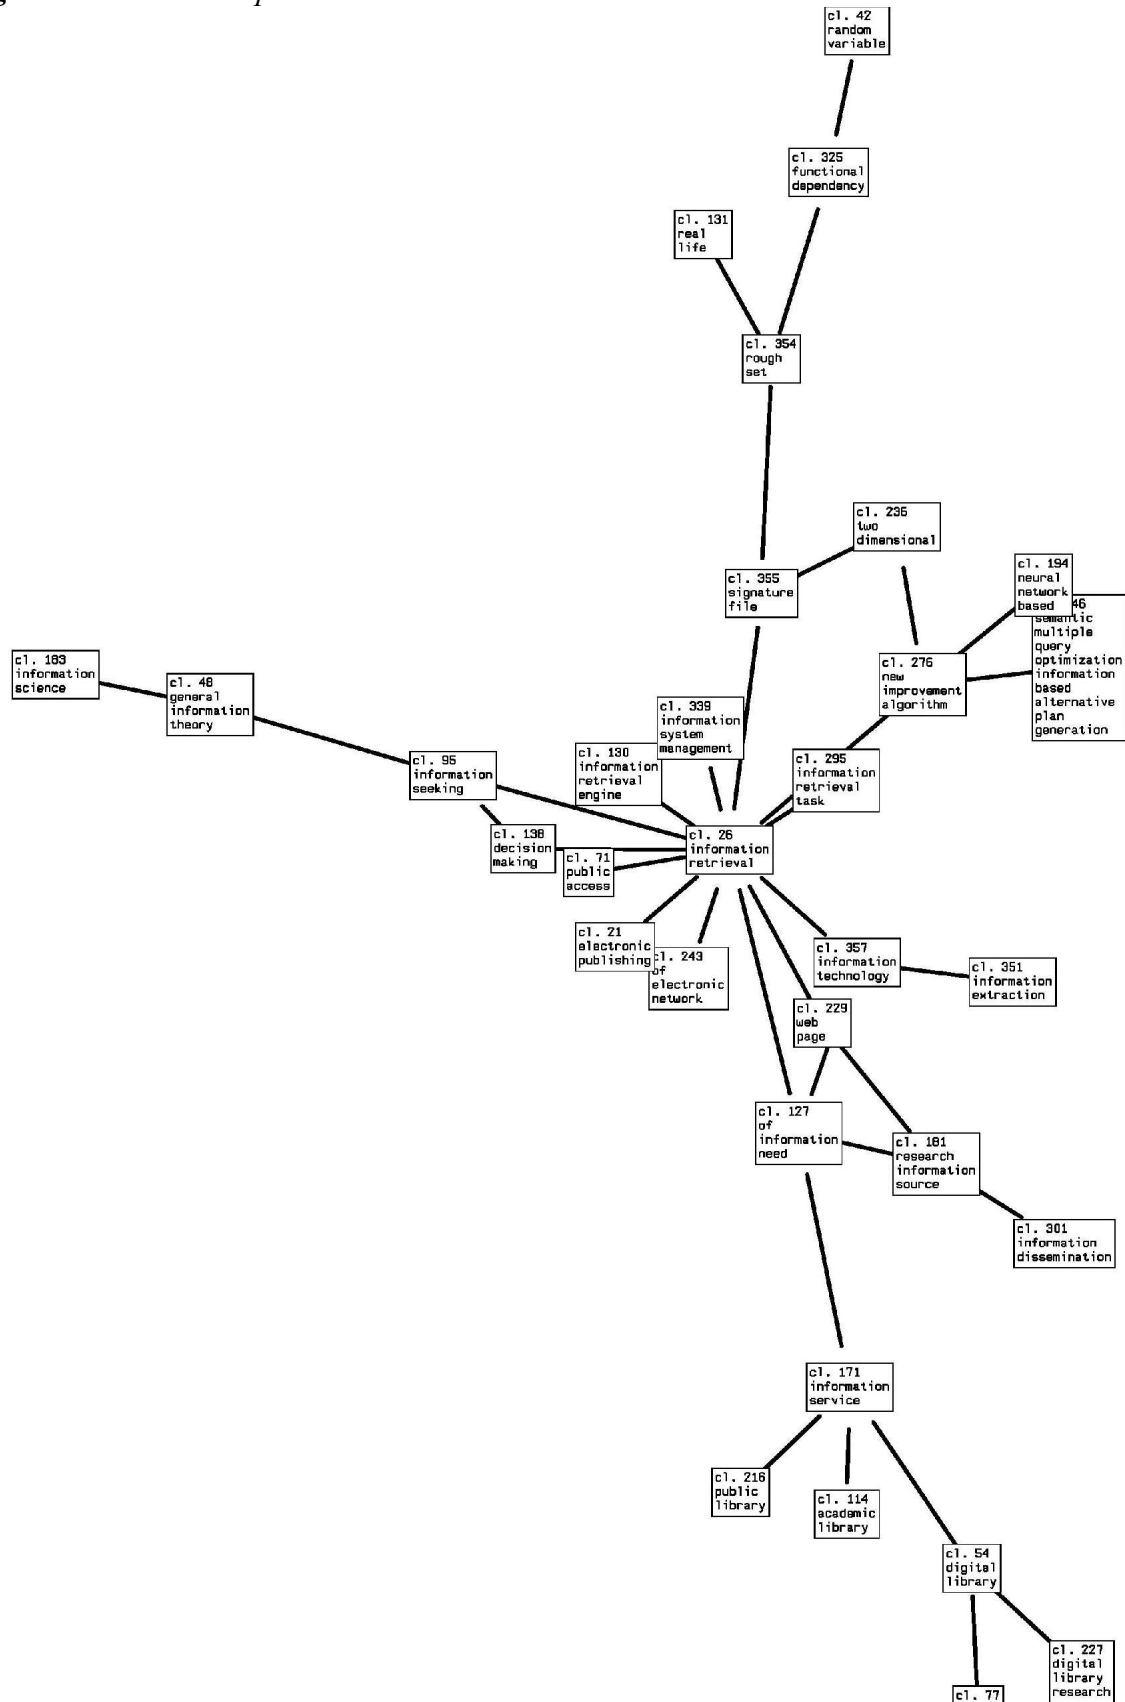 cl. 42
random
variable
cl. 325
functional
dependency
cl. 131
real
life
cl. 354
rough
set
cl. 236
two
dimensional
cl. 355
signature
file
cl. 194
neural
network
based
46
semantic
multiple
query
optimization
information
based
alternative
plan
generation
cl. 183
information
science
cl. 48
general
information
theory
cl. 276
new
improvement
algorithm
cl. 339
information
system
management
cl. 130
information
retrieval
engine
cl. 295
information
retrieval
task
cl. 95
information
seeking
cl. 138
decision
making
cl. 26
information
retrieval
cl. 71
public
access
cl. 21
electronic
publishing
cl. 243
of
electronic
network
cl. 357
information
technology
cl. 351
information
extraction
cl. 229
web
page
cl. 127
of
information
need
cl. 181
research
information
source
cl. 301
information
dissemination
cl. 171
information
service
cl. 216
public
library
cl. 114
academic
library
cl. 54
digital
library
cl. 227
digital
library
research
cl. 77